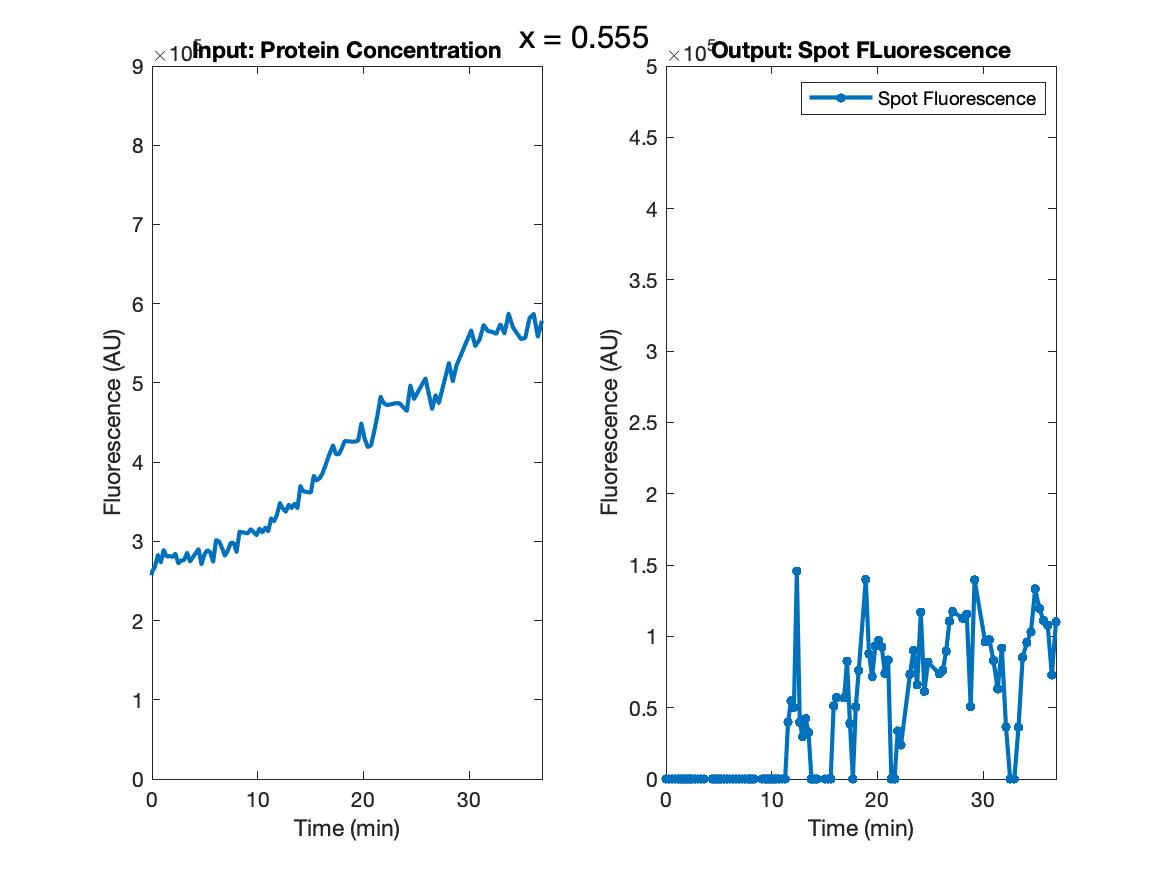 x = 0.555
×10⁵
Input: Protein Concentration
9
8
7
6
5
4
3
2
1
0
Fluorescence (AU)
0 10 20 30
Time (min)
×10⁵
Output: Spot FLuorescence
Spot Fluorescence
5
4.5
4
3.5
3
2.5
2
1.5
1
0.5
0
Fluorescence (AU)
0 10 20 30
Time (min)